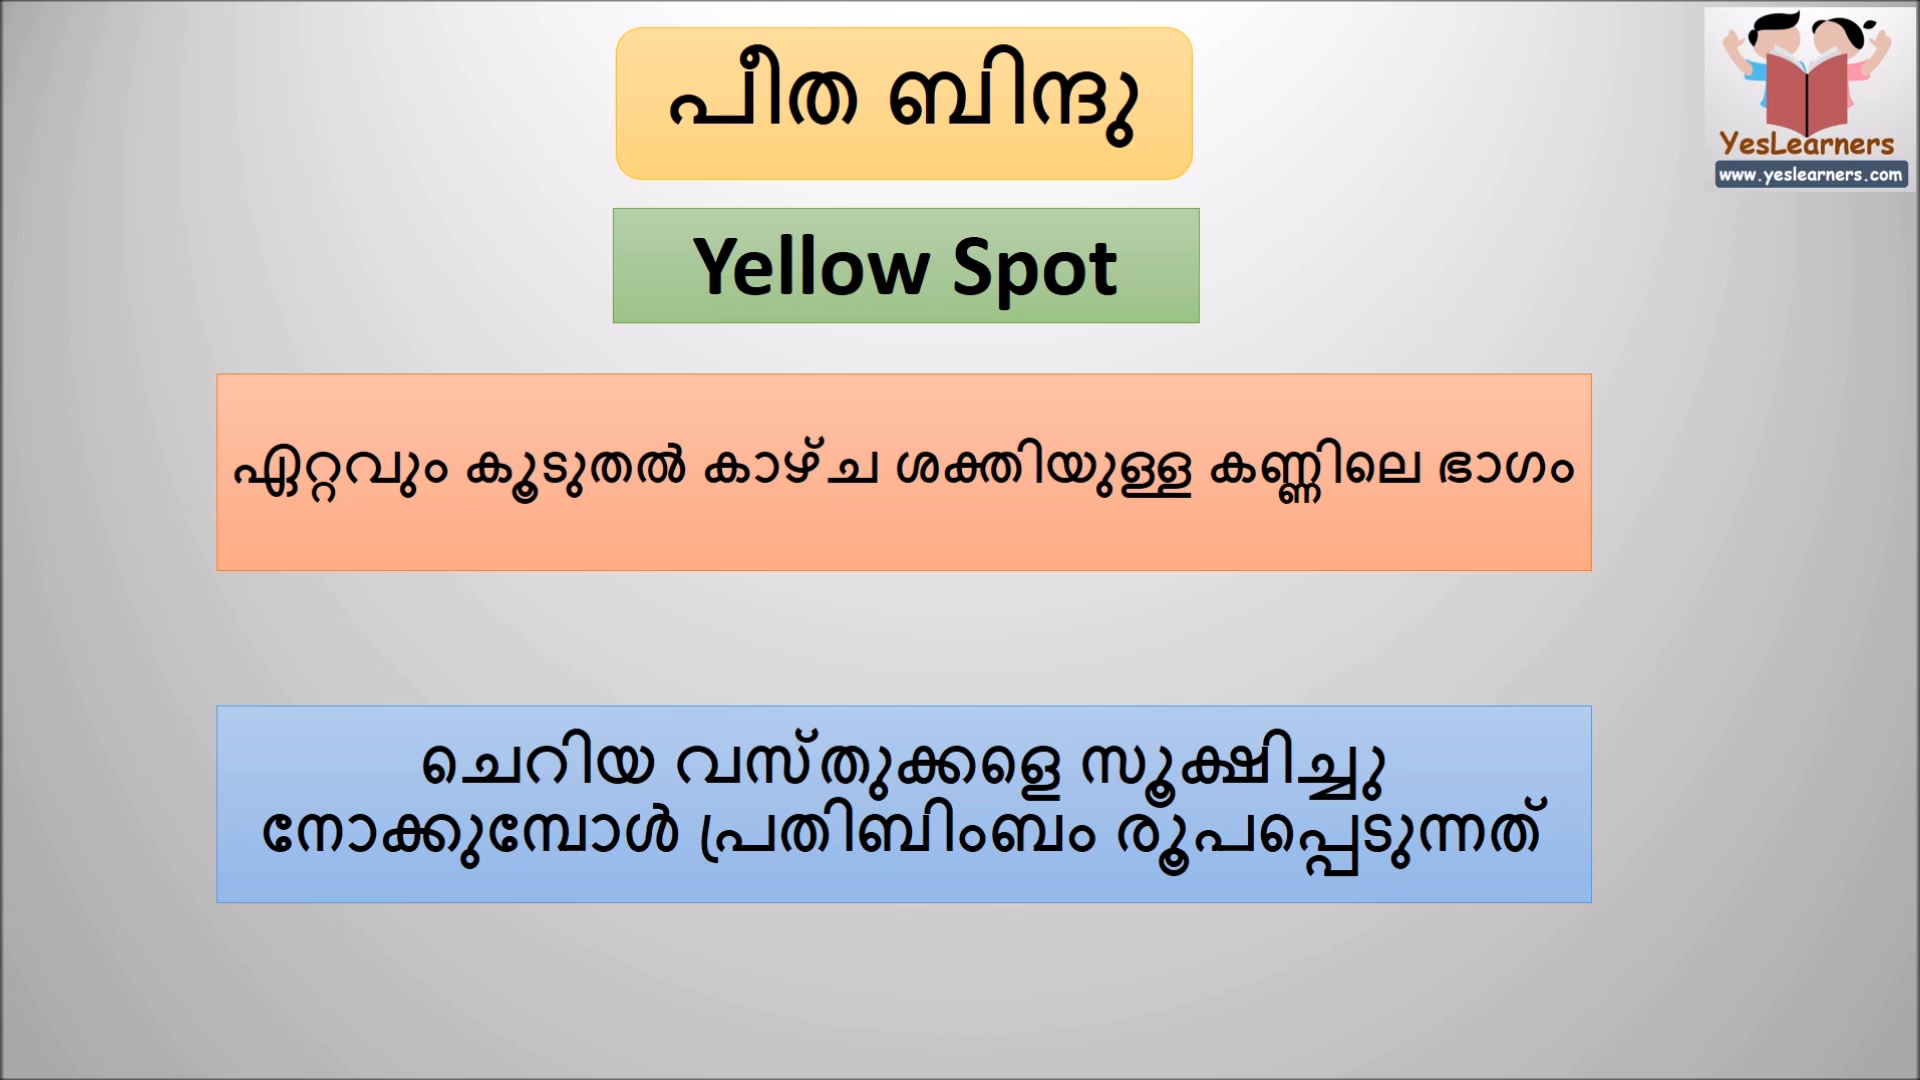 പീത ബിന്ദു
YesLearners
www.yeslearners.com
Yellow Spot
ഏറ്റവും കൂടുതൽ കാഴ്ച ശക്തിയുള്ള കണ്ണിലെ ഭാഗം
ചെറിയ വസ്തുക്കളെ സൂക്ഷിച്ചു
നോക്കുമ്പോൾ പ്രതിബിംബം രൂപപ്പെടുന്നത്